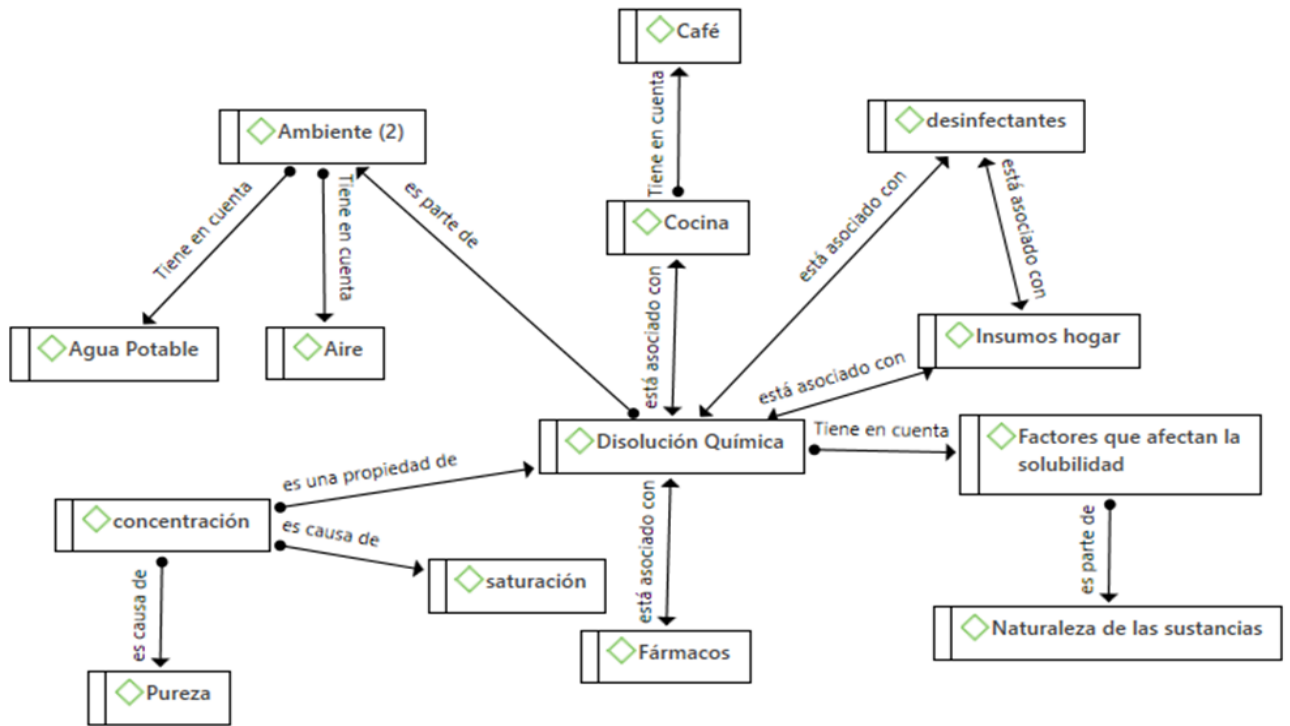 Café
Tiene en cuenta
Ambiente (2)
desinfectantes
Tiene en cuenta
Tiene en cuenta
es parte de
está asociado con
está asociado con
Cocina
está asociado con
Agua Potable
Aire
Insumos hogar
está asociado con
Disolución Química
Tiene en cuenta
Factores que afectan la
solubilidad
es una propiedad de
concentración
es causa de
está asociado con
es parte de
saturación
es causa de
Naturaleza de las sustancias
Fármacos
Pureza